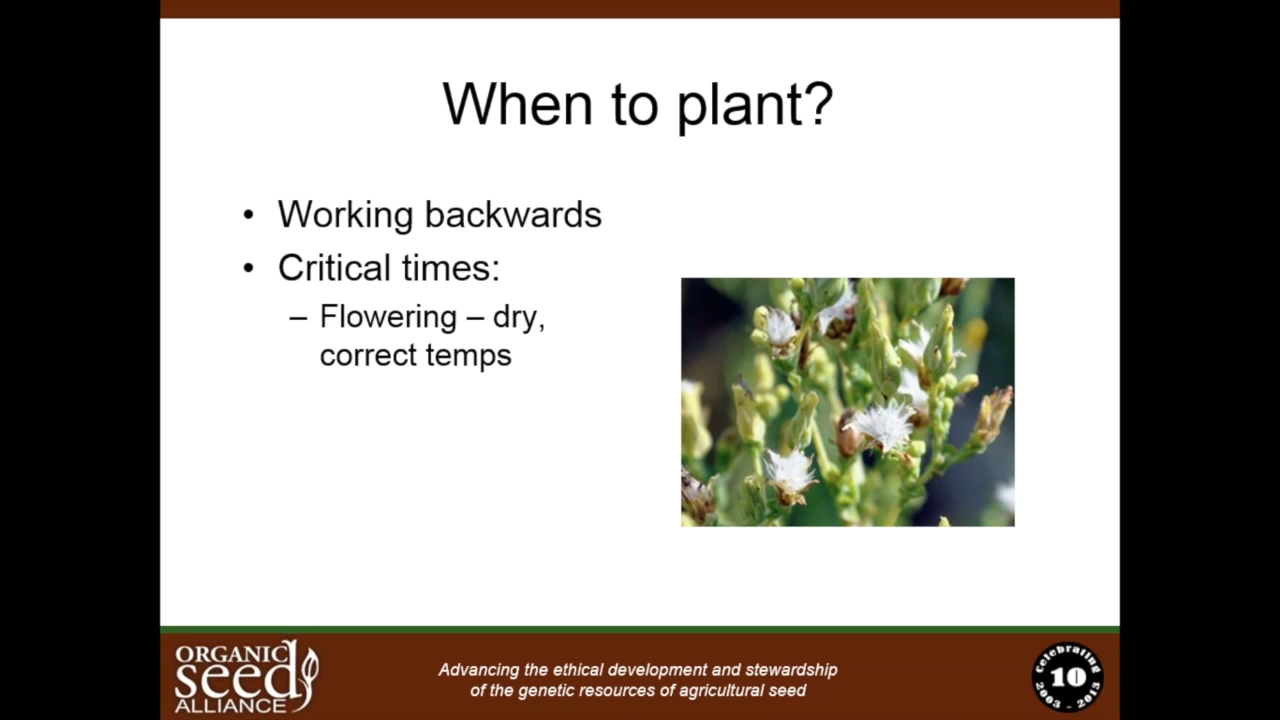 When to plant?
• Working backwards
• Critical times:
– Flowering – dry,
correct temps
ORGANIC
seed
ALLIANCE
Advancing the ethical development and stewardship
of the genetic resources of agricultural seed
Celebrating
10
2003 - 2013